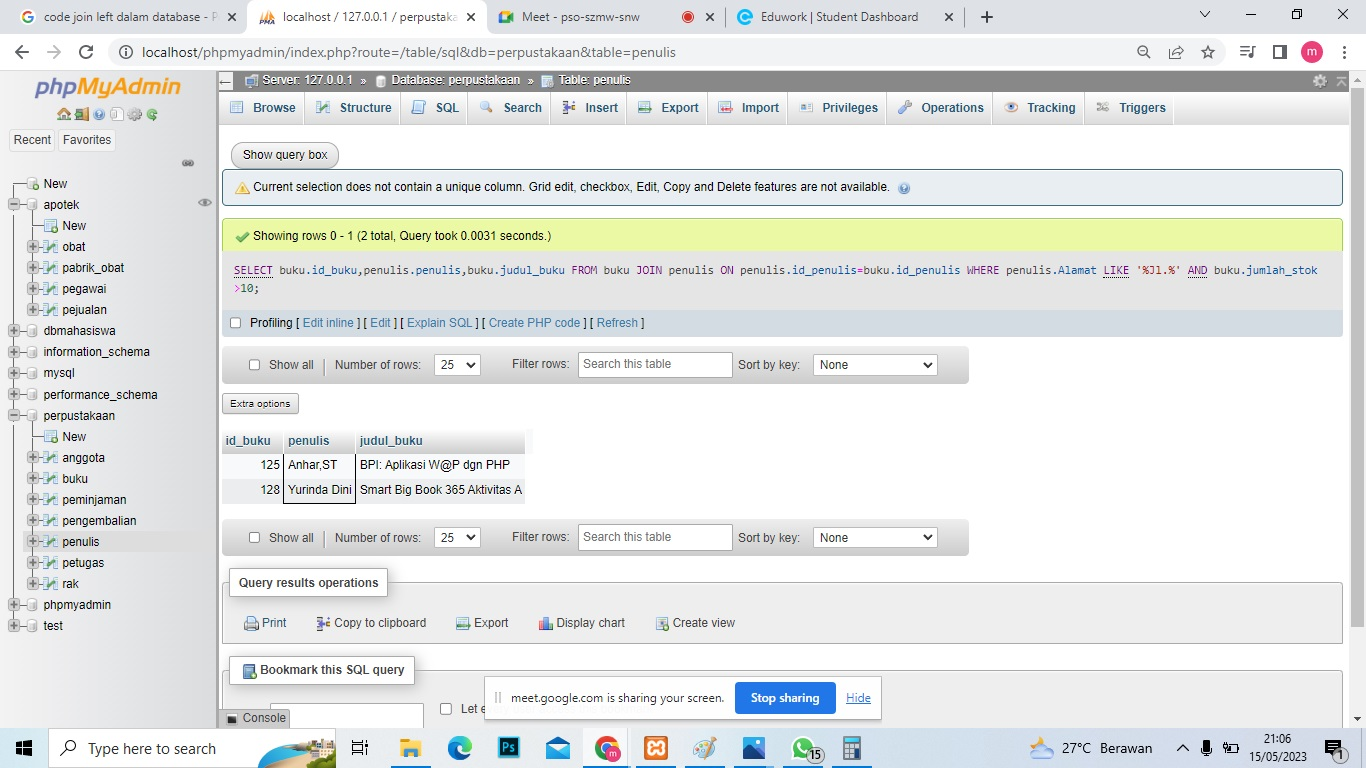 code join left dalam database - P
localhost / 127.0.0.1 / perpustaka
Meet - pso-szmw-snw
Eduwork | Student Dashboard
localhost/phpmyadmin/index.php?route=/table/sql&db=perpustakaan&table=penulis
m
phpMyAdmin
Recent
Favorites
New
apotek
New
obat
pabrik_obat
pegawai
pejualan
dbmahasiswa
information_schema
mysql
performance_schema
perpustakaan
New
anggota
buku
peminjaman
pengembalian
penulis
petugas
rak
phpmyadmin
test
Server: 127.0.0.1 » Database: perpustakaan » Table: penulis
Browse Structure SQL Search Insert Export Import Privileges Operations Tracking Triggers
Show query box
Current selection does not contain a unique column. Grid edit, checkbox, Edit, Copy and Delete features are not available.
Showing rows 0 - 1 (2 total, Query took 0.0031 seconds.)
SELECT buku.id_buku,penulis.penulis,buku.judul_buku FROM buku JOIN penulis ON penulis.id_penulis=buku.id_penulis WHERE penulis.Alamat LIKE '%Jl.%' AND buku.jumlah_stok
>10;
Profiling [ Edit inline ] [ Edit ] [ Explain SQL ] [ Create PHP code ] [ Refresh ]
Show all | Number of rows: 25 Filter rows: Search this table Sort by key: None
Extra options
id_buku penulis judul_buku
125 Anhar,ST BPI: Aplikasi W@P dgn PHP
128 Yurinda Dini Smart Big Book 365 Aktivitas A
Show all | Number of rows: 25 Filter rows: Search this table Sort by key: None
Query results operations
Print Copy to clipboard Export Display chart Create view
Bookmark this SQL query
Let e
Console
meet.google.com is sharing your screen. Stop sharing Hide
Type here to search
Ps
m
15
27°C Berawan
21:06
15/05/2023
1